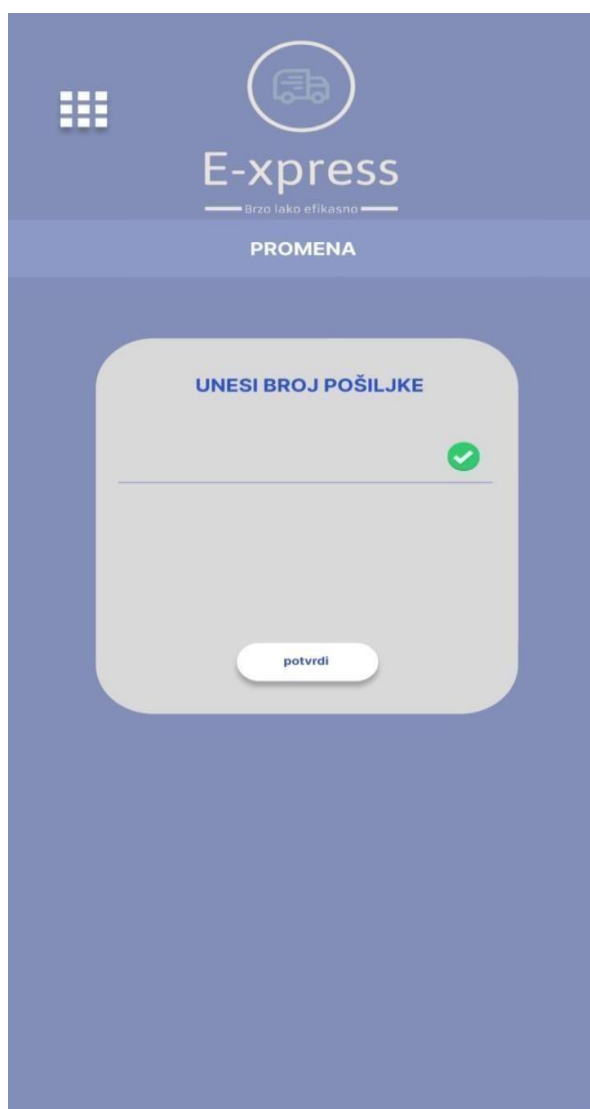 E-xpress
Brzo lako efikasno
PROMENA
UNESI BROJ POŠILJKE
potvrdi